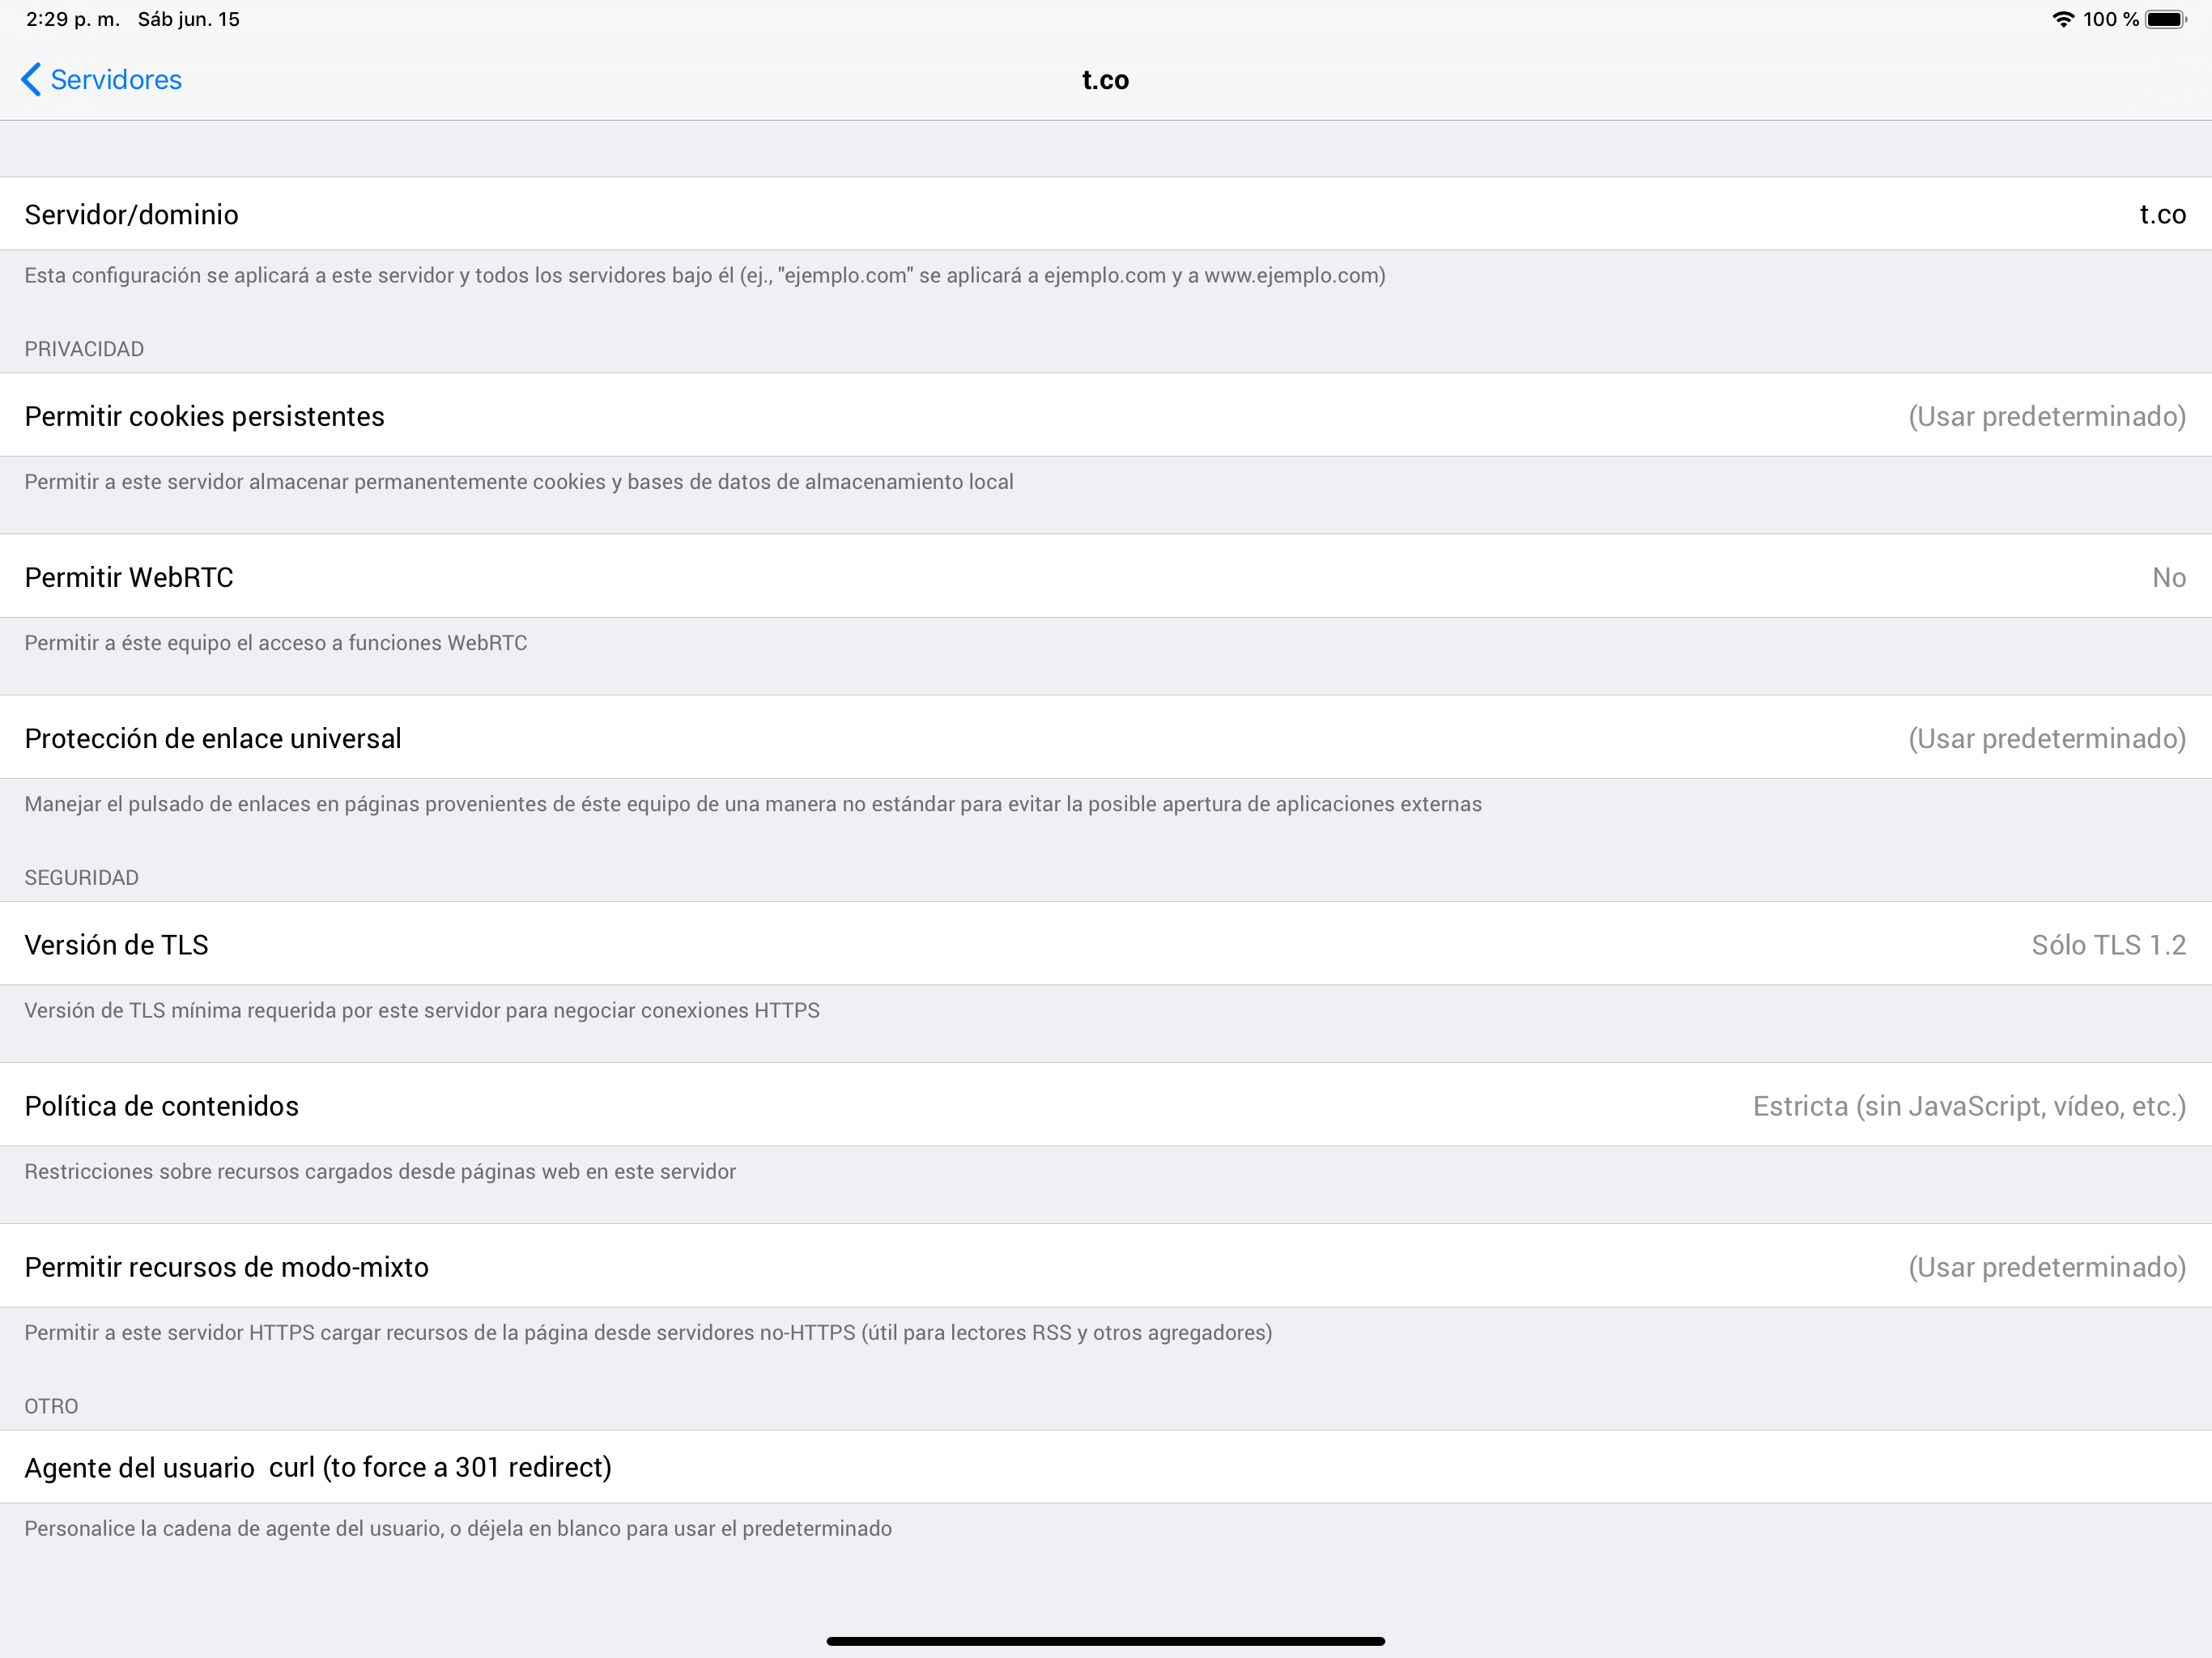 2:29 p. m. Sáb jun. 15 100 %
Servidores t.co
Servidor/dominio t.co
Esta configuración se aplicará a este servidor y todos los servidores bajo él (ej., "ejemplo.com" se aplicará a ejemplo.com y a www.ejemplo.com)
PRIVACIDAD
Permitir cookies persistentes (Usar predeterminado)
Permitir a este servidor almacenar permanentemente cookies y bases de datos de almacenamiento local
Permitir WebRTC No
Permitir a éste equipo el acceso a funciones WebRTC
Protección de enlace universal (Usar predeterminado)
Manejar el pulsado de enlaces en páginas provenientes de éste equipo de una manera no estándar para evitar la posible apertura de aplicaciones externas
SEGURIDAD
Versión de TLS Sólo TLS 1.2
Versión de TLS mínima requerida por este servidor para negociar conexiones HTTPS
Política de contenidos Estricta (sin JavaScript, vídeo, etc.)
Restricciones sobre recursos cargados desde páginas web en este servidor
Permitir recursos de modo-mixto (Usar predeterminado)
Permitir a este servidor HTTPS cargar recursos de la página desde servidores no-HTTPS (útil para lectores RSS y otros agregadores)
OTRO
Agente del usuario curl (to force a 301 redirect)
Personalice la cadena de agente del usuario, o déjela en blanco para usar el predeterminado